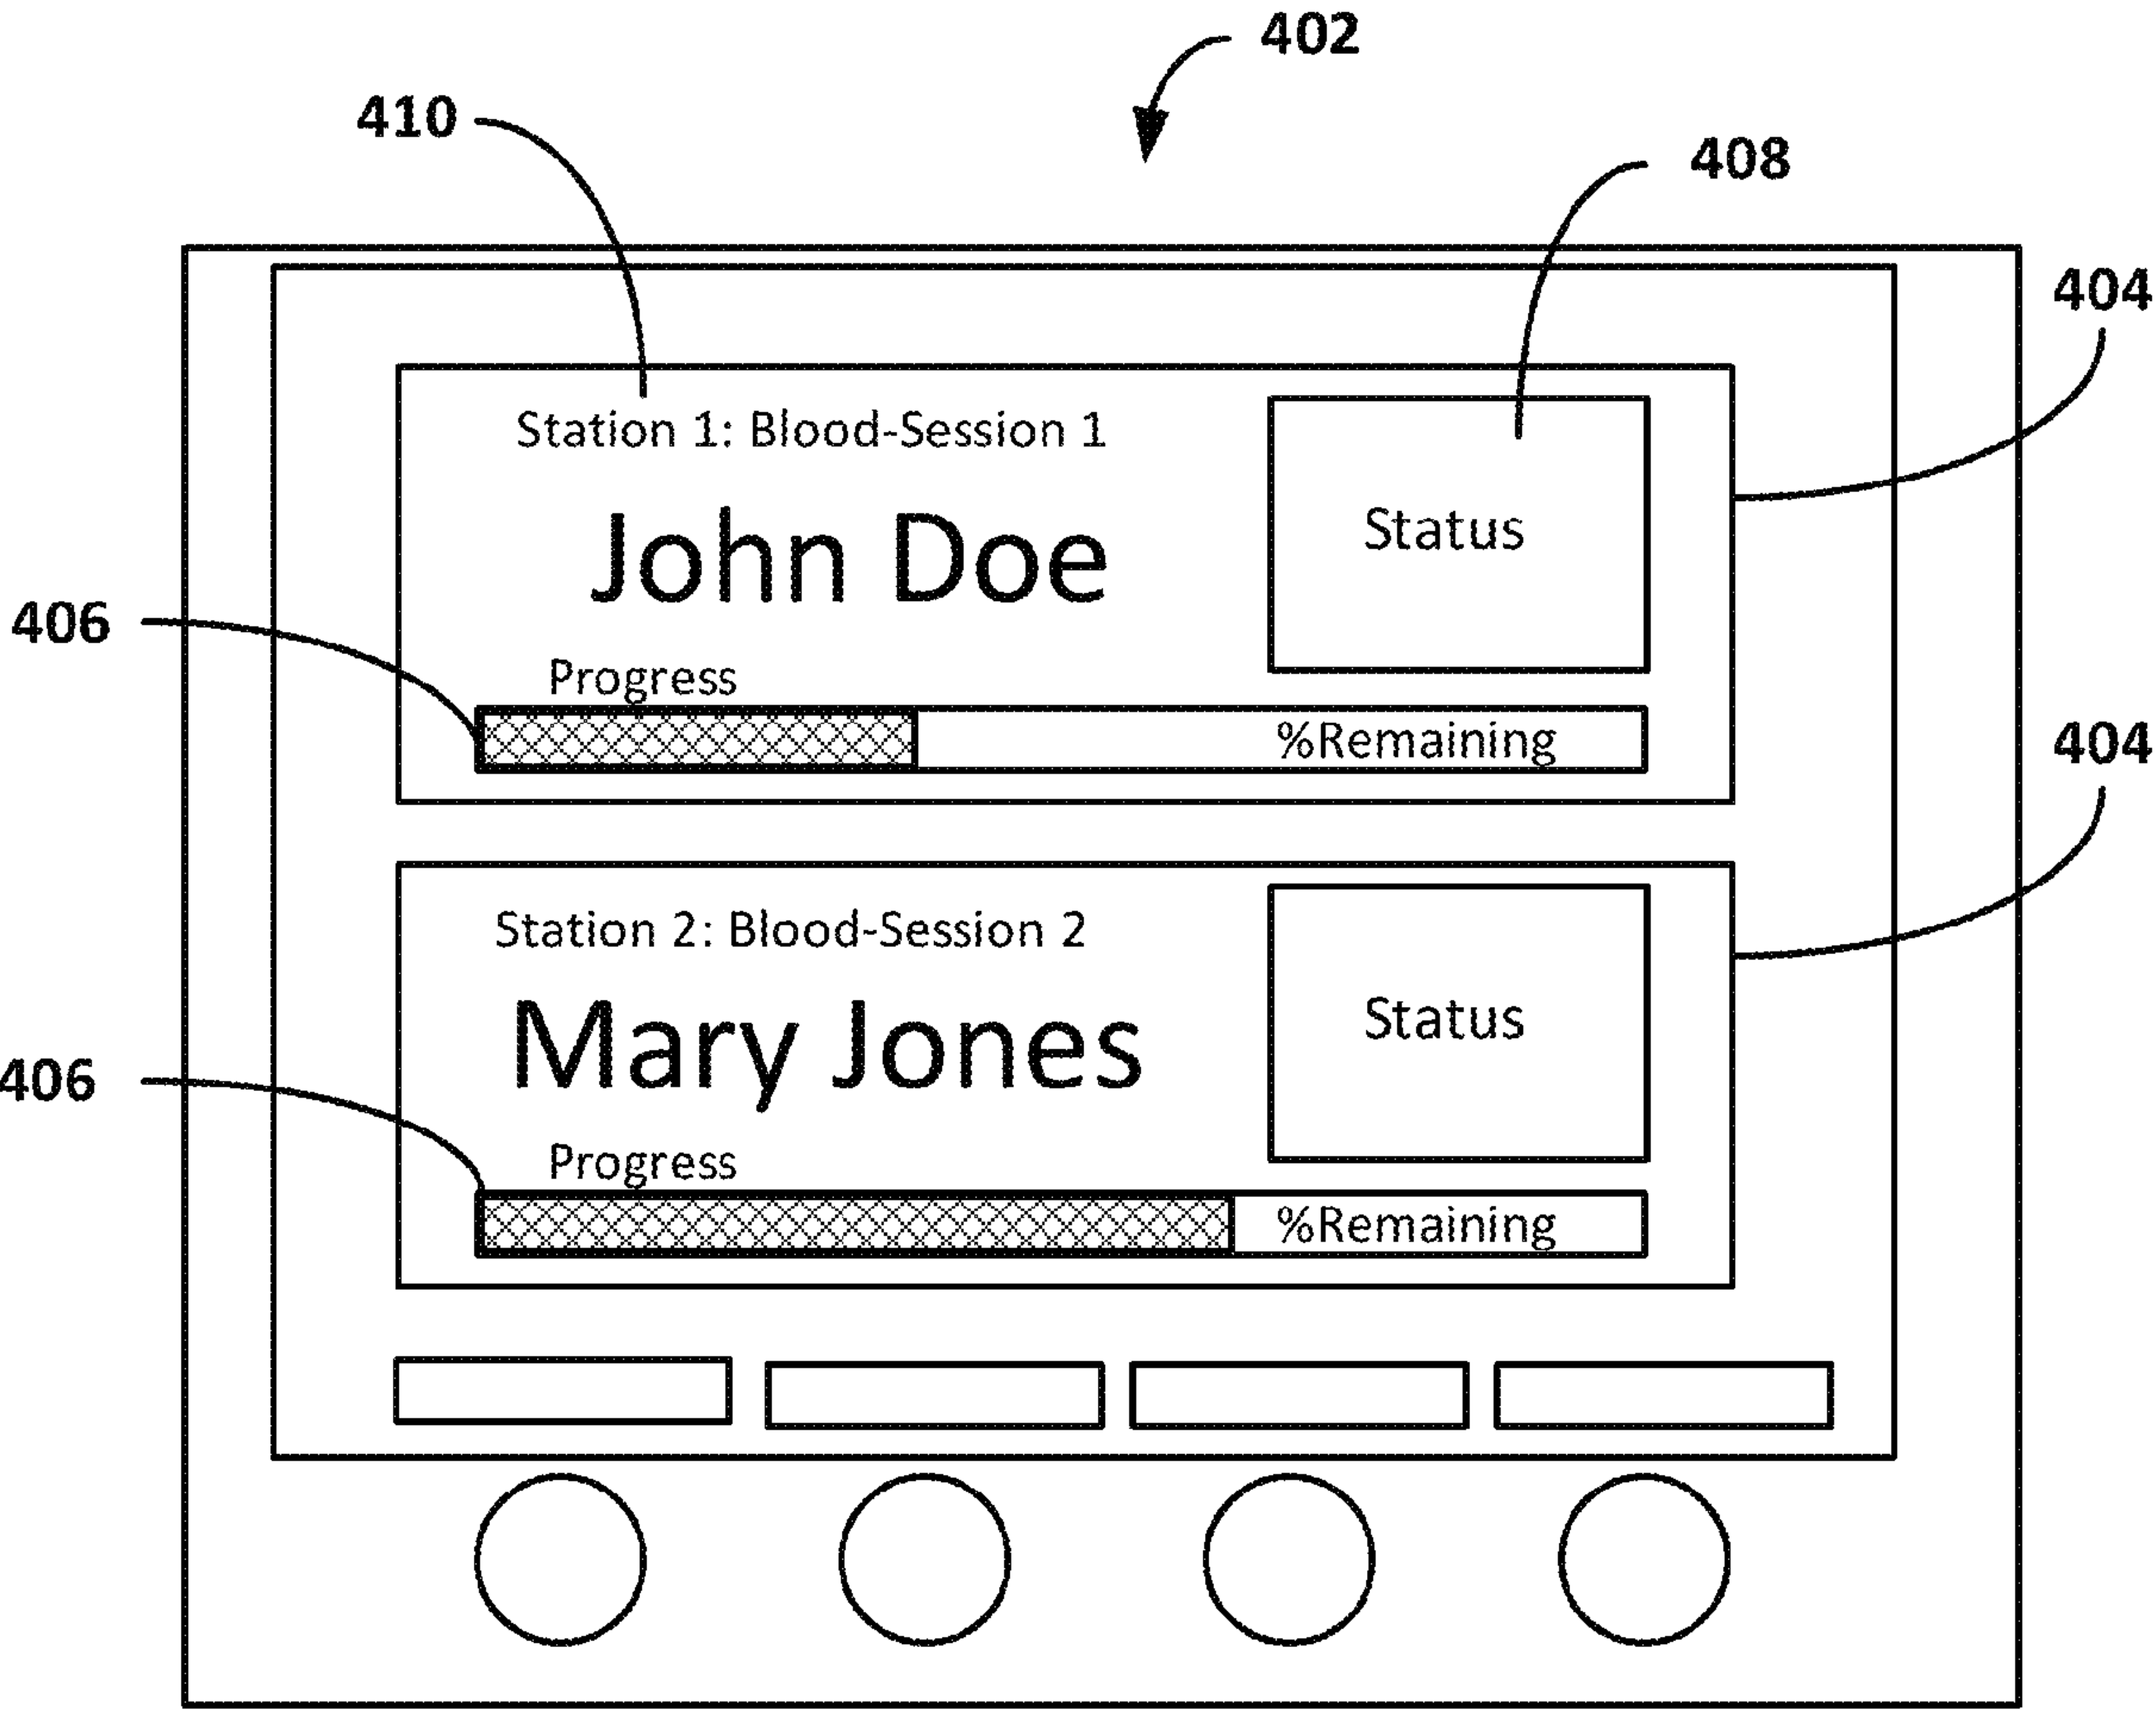 402
410
408
404
Station 1: Blood-Session 1
John Doe
Status
406
Progress
%Remaining
404
Station 2: Blood-Session 2
Mary Jones
Status
406
Progress
%Remaining